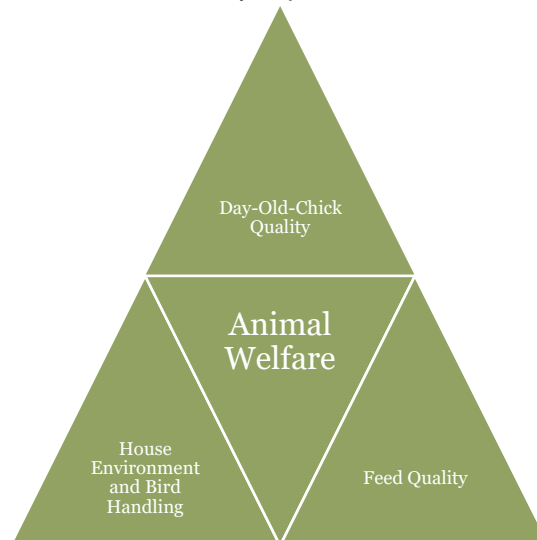 Day-Old-Chick
Quality
Animal
Welfare
House
Environment
and Bird
Handling
Feed Quality